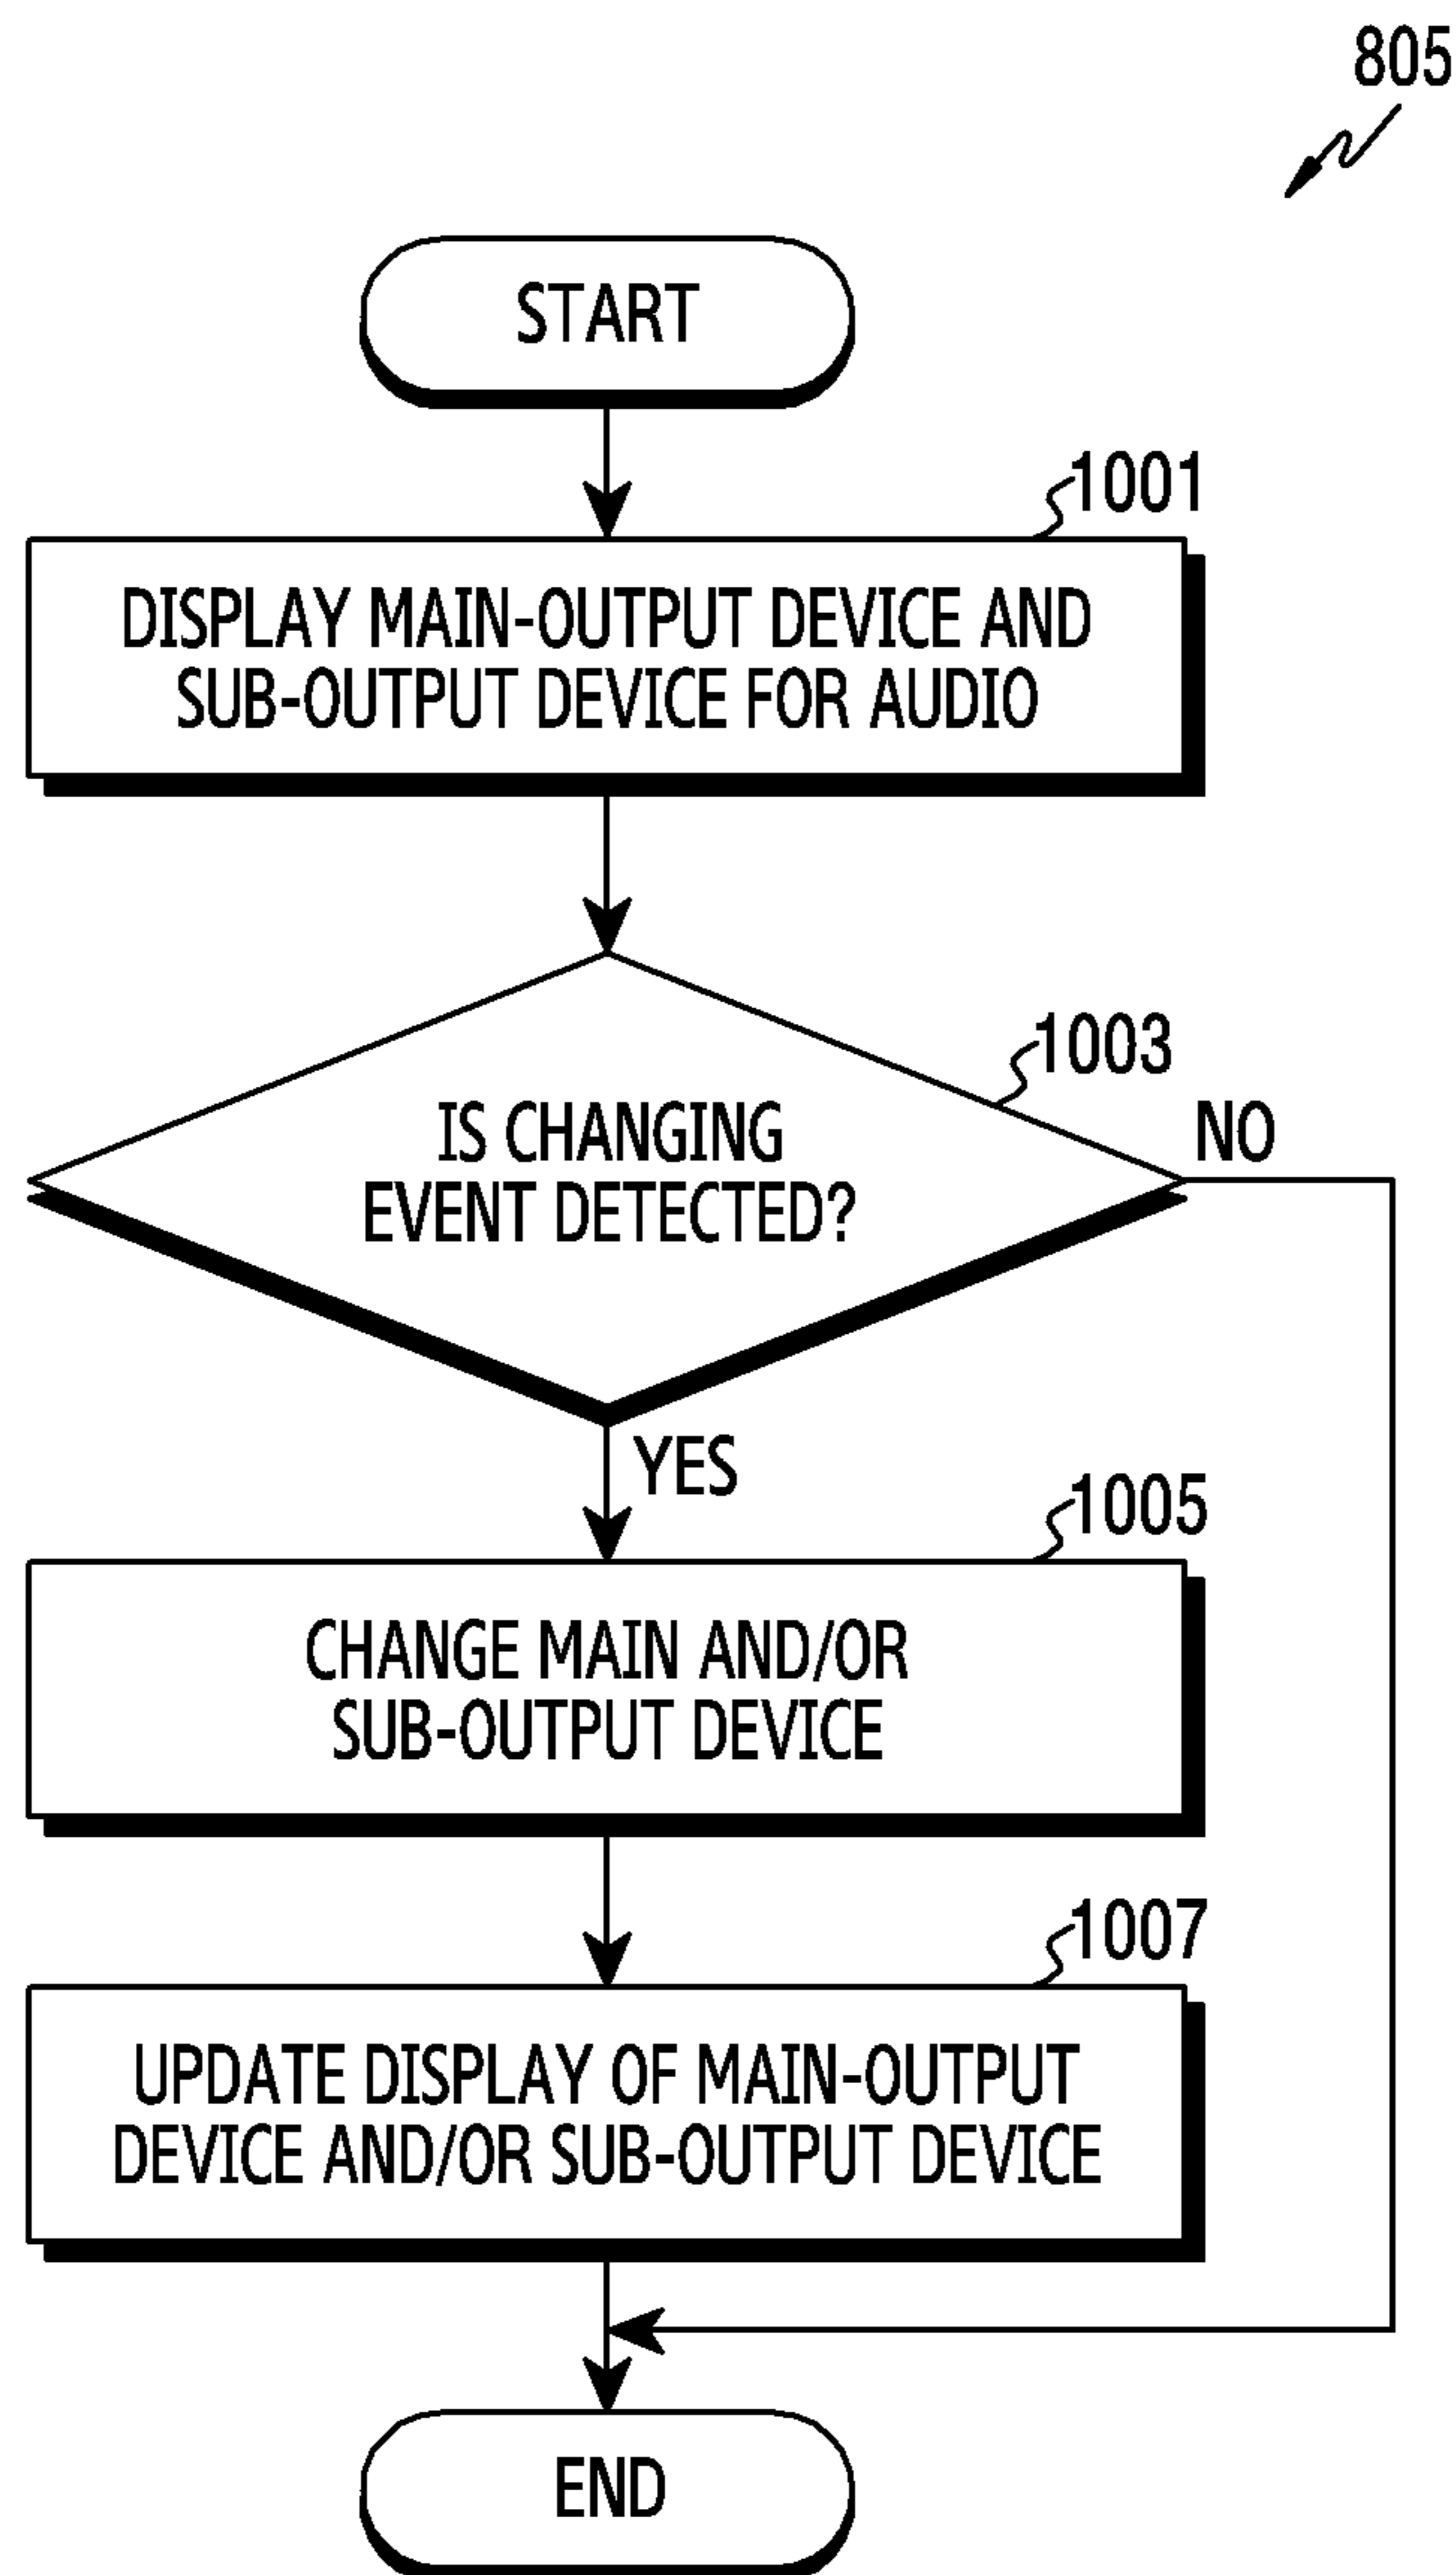 805
START
1001
DISPLAY MAIN-OUTPUT DEVICE AND
SUB-OUTPUT DEVICE FOR AUDIO
1003
IS CHANGING
EVENT DETECTED?
NO
YES
1005
CHANGE MAIN AND/OR
SUB-OUTPUT DEVICE
1007
UPDATE DISPLAY OF MAIN-OUTPUT
DEVICE AND/OR SUB-OUTPUT DEVICE
END